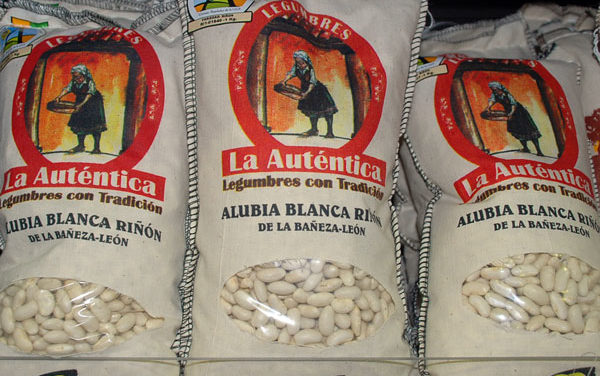 LEGUMBRES
La Auténtica
Legumbres con Tradición
ALUBIA BLANCA RIÑÓN
DE LA BAÑEZA-LEÓN
LEGUMBRES
La Auténtica
Legumbres con Tradición
ALUBIA BLANCA RIÑÓN
DE LA BAÑEZA-LEÓN
La Auténtica
Legumbres con Tradición
ALUBIA BLANCA RIÑÓN
DE LA BAÑEZA-LEÓN